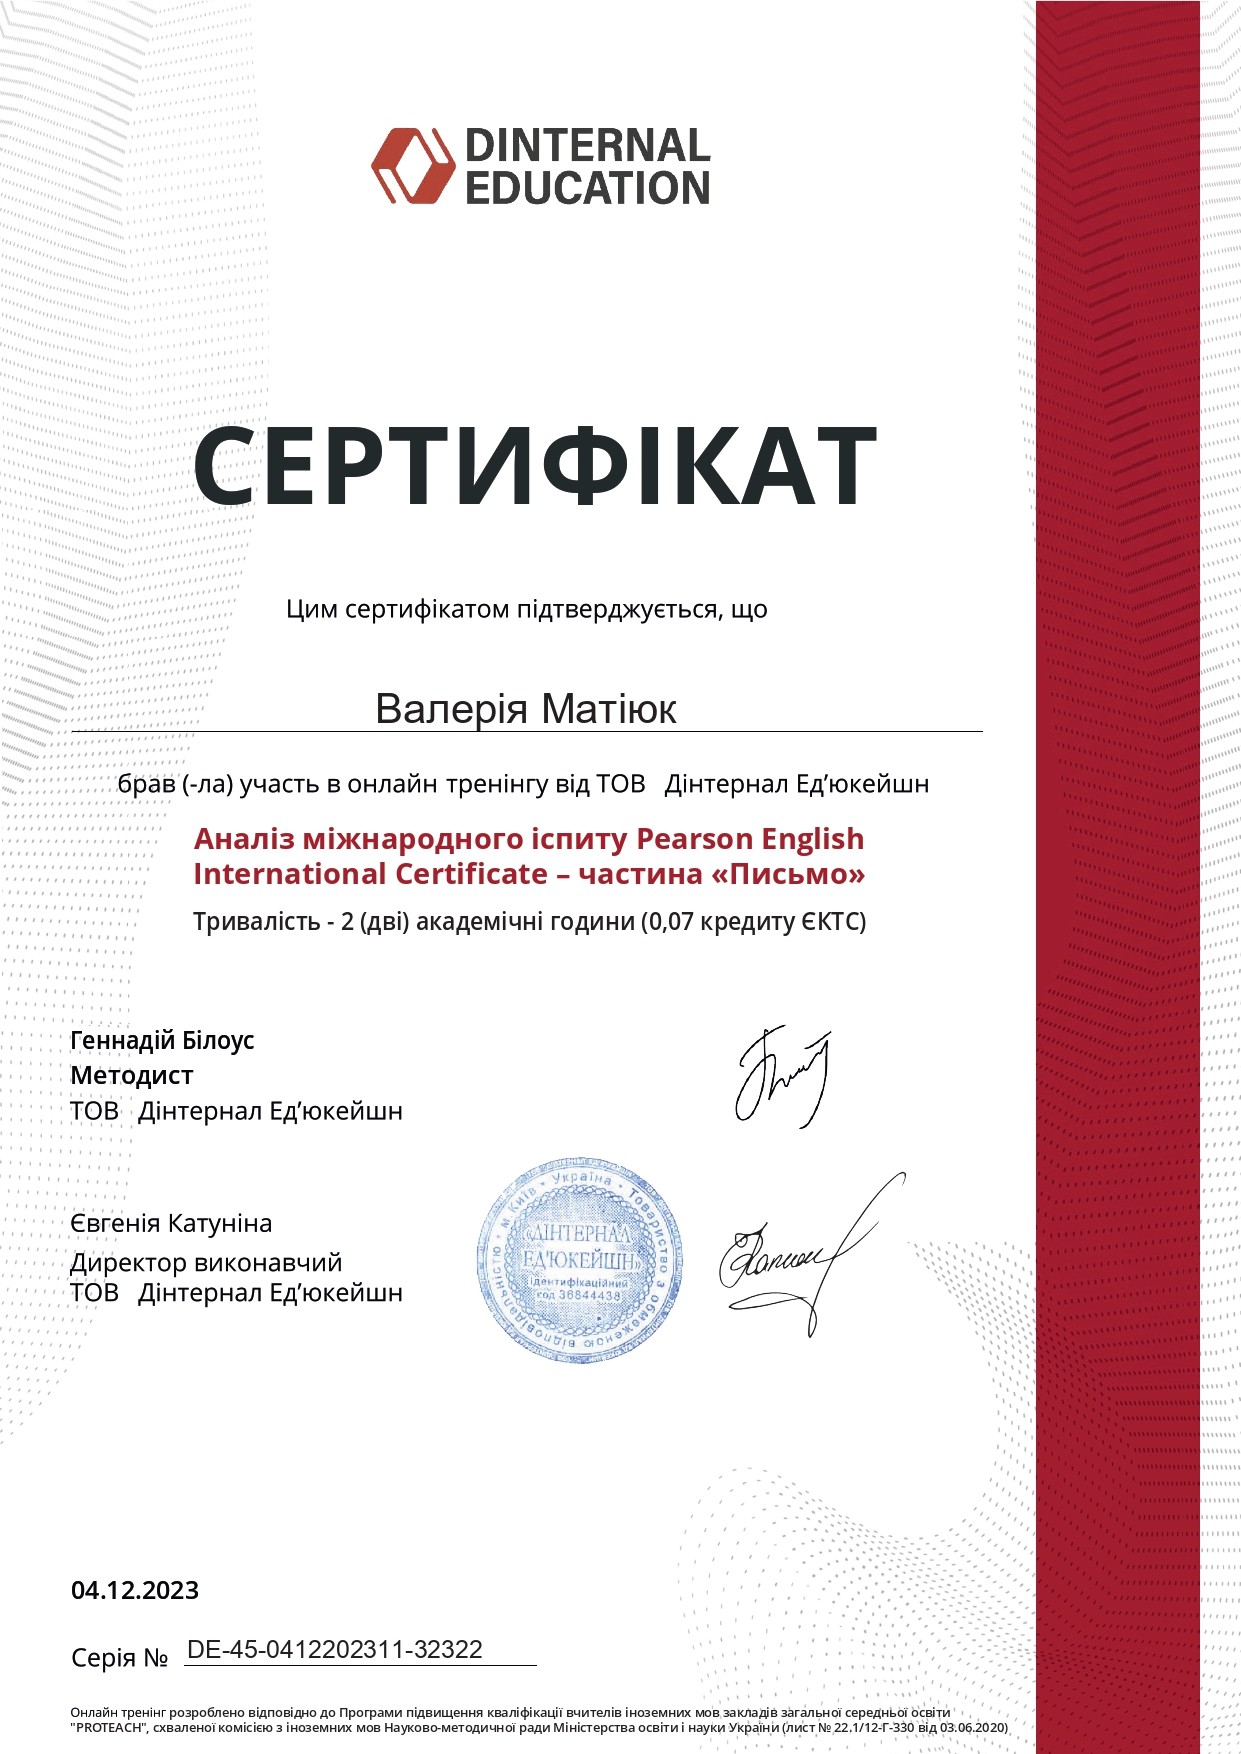 DINTERNAL
EDUCATION
СЕРТИФІКАТ
Цим сертифікатом підтверджується, що
Валерія Матіюк
брав (-ла) участь в онлайн тренінгу від ТОВ Дінтернал Ед’юкейшн
Аналіз міжнародного іспиту Pearson English
International Certificate – частина «Письмо»
Тривалість - 2 (дві) академічні години (0,07 кредиту ЄКТС)
Геннадій Білоус
Методист
ТОВ Дінтернал Ед’юкейшн
Євгенія Катуніна
Директор виконавчий
ТОВ Дінтернал Ед’юкейшн
м.Київ * Україна * Товариство з обмеженою відповідальністю *
«ДІНТЕРНАЛ
ЕД'ЮКЕЙШН»
Ідентифікаційний
код 36844438
04.12.2023
Серія № DE-45-0412202311-32322
Онлайн тренінг розроблено відповідно до Програми підвищення кваліфікації вчителів іноземних мов закладів загальної середньої освіти
"PROTEACH", схваленої комісією з іноземних мов Науково-методичної ради Міністерства освіти і науки України (лист № 22.1/12-Г-330 від 03.06.2020)